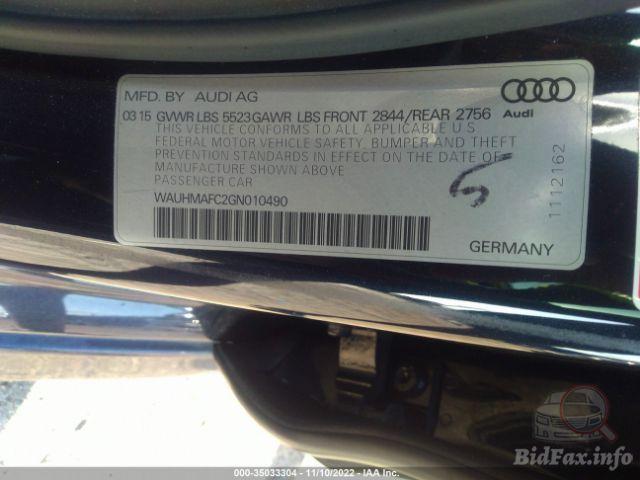 MFD. BY AUDI AG
Audi
03 15 GVWR LBS 5523 GAWR LBS FRONT 2844/REAR 2756
THIS VEHICLE CONFORMS TO ALL APPLICABLE U S
FEDERAL MOTOR VEHICLE SAFETY, BUMPER AND THEFT
PREVENTION STANDARDS IN EFFECT ON THE DATE OF
MANUFACTURE SHOWN ABOVE
PASSENGER CAR
WAUHMAFC2GN010490
GERMANY
1112162
BidFax.info
000-35033304 - 11/10/2022 - IAA Inc.